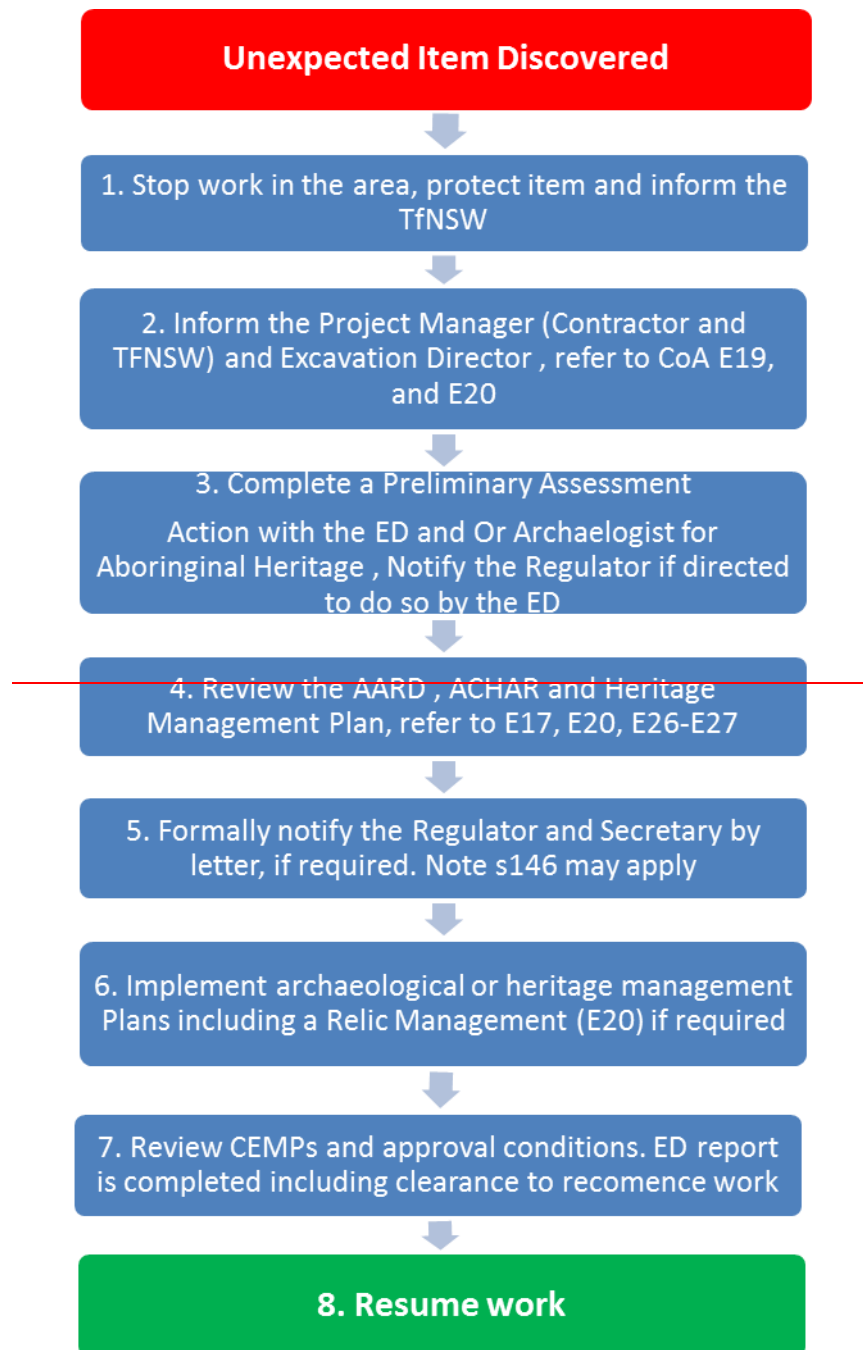 Unexpected Item Discovered
1. Stop work in the area, protect item and inform the
TfNSW
2. Inform the Project Manager (Contractor and
TFNSW) and Excavation Director , refer to CoA E19,
and E20
3. Complete a Preliminary Assessment
Action with the ED and Or Archaelogist for
Aboringinal Heritage , Notify the Regulator if directed
to do so by the ED
4. Review the AARD , ACHAR and Heritage
Management Plan, refer to E17, E20, E26-E27
5. Formally notify the Regulator and Secretary by
letter, if required. Note s146 may apply
6. Implement archaeological or heritage management
Plans including a Relic Management (E20) if required
7. Review CEMPs and approval conditions. ED report
is completed including clearance to recomence work
8. Resume work